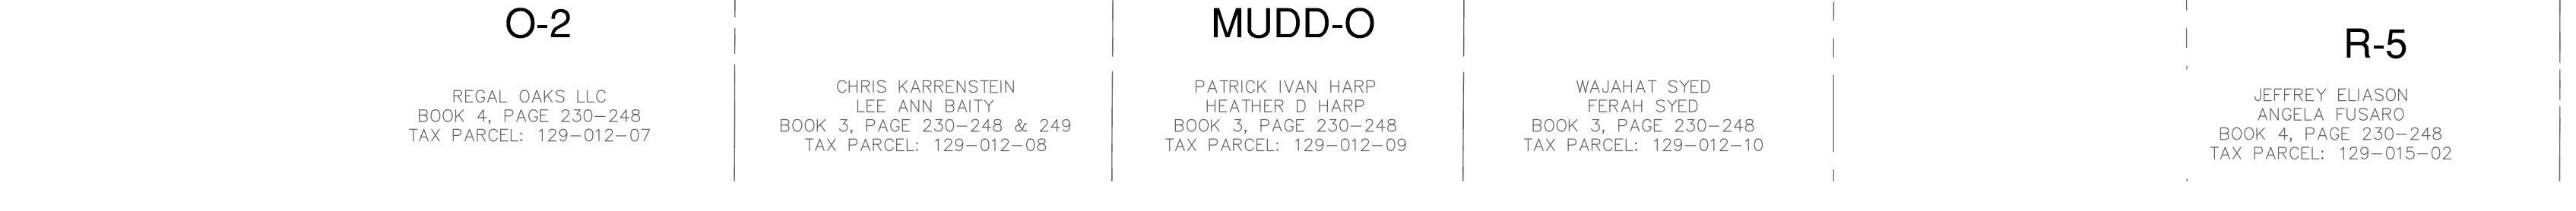 O-2
REGAL OAKS LLC
BOOK 4, PAGE 230-248
TAX PARCEL: 129-012-07
CHRIS KARRENSTEIN
LEE ANN BAITY
BOOK 3, PAGE 230-248 & 249
TAX PARCEL: 129-012-08
MUDD-O
PATRICK IVAN HARP
HEATHER D HARP
BOOK 3, PAGE 230-248
TAX PARCEL: 129-012-09
WAJAHAT SYED
FERAH SYED
BOOK 3, PAGE 230-248
TAX PARCEL: 129-012-10
R-5
JEFFREY ELIASON
ANGELA FUSARO
BOOK 4, PAGE 230-248
TAX PARCEL: 129-015-02